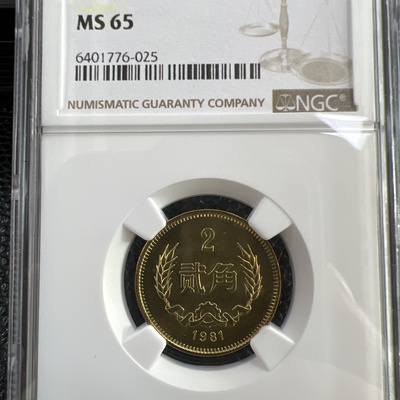 MS 65
6401776-025
NUMISMATIC GUARANTY COMPANY
NGC®
2
贰角
1981